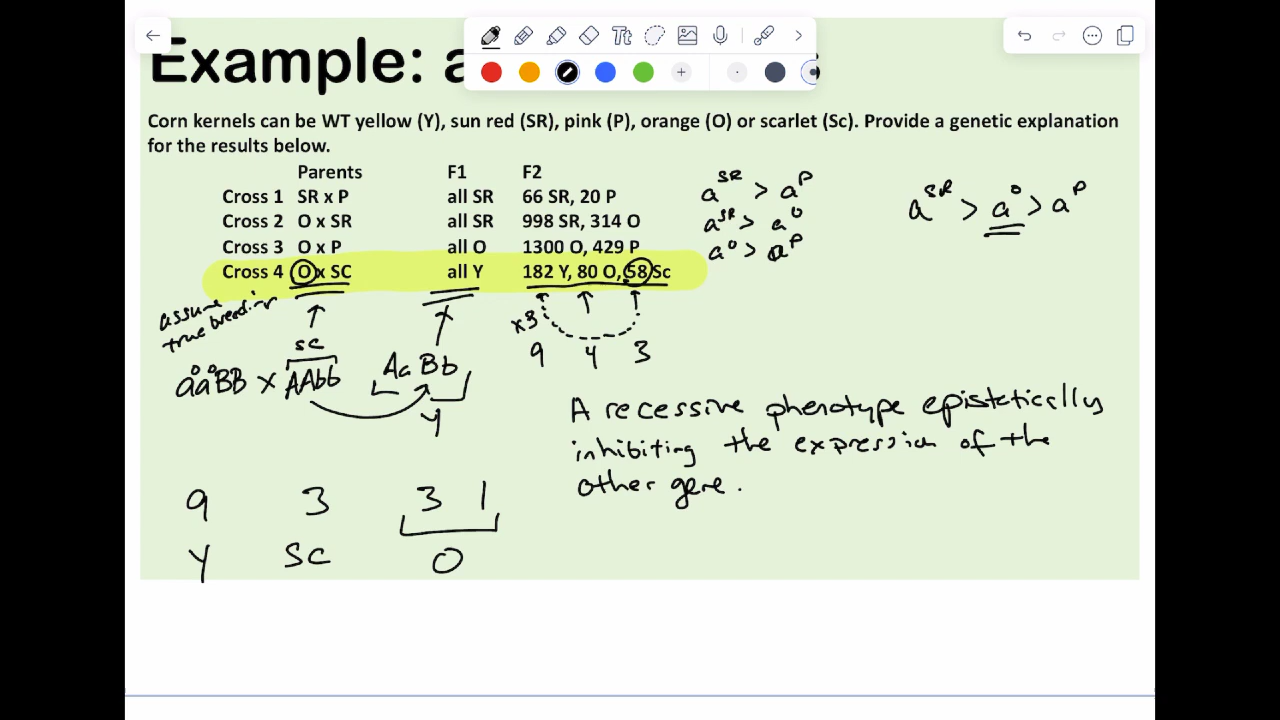 Example: a
Tt
Corn kernels can be WT yellow (Y), sun red (SR), pink (P), orange (O) or scarlet (Sc). Provide a genetic explanation
for the results below.
Parents F1 F2
Cross 1 SR x P all SR 66 SR, 20 P
Cross 2 O x SR all SR 998 SR, 314 O
Cross 3 O x P all O 1300 O, 429 P
Cross 4 O x SC all Y 182 Y, 80 O, 58 Sc
a^SR > a^P
a^SR > a^O
a^O > a^P
a^SR > a^O > a^P
assume
true breeding
x3
9 4 3
sc
a^O a^O BB x AAbb
AaBb
Y
A recessive phenotype epistatically
inhibiting the expression of the
other gene.
9 3 3 1
Y SC O